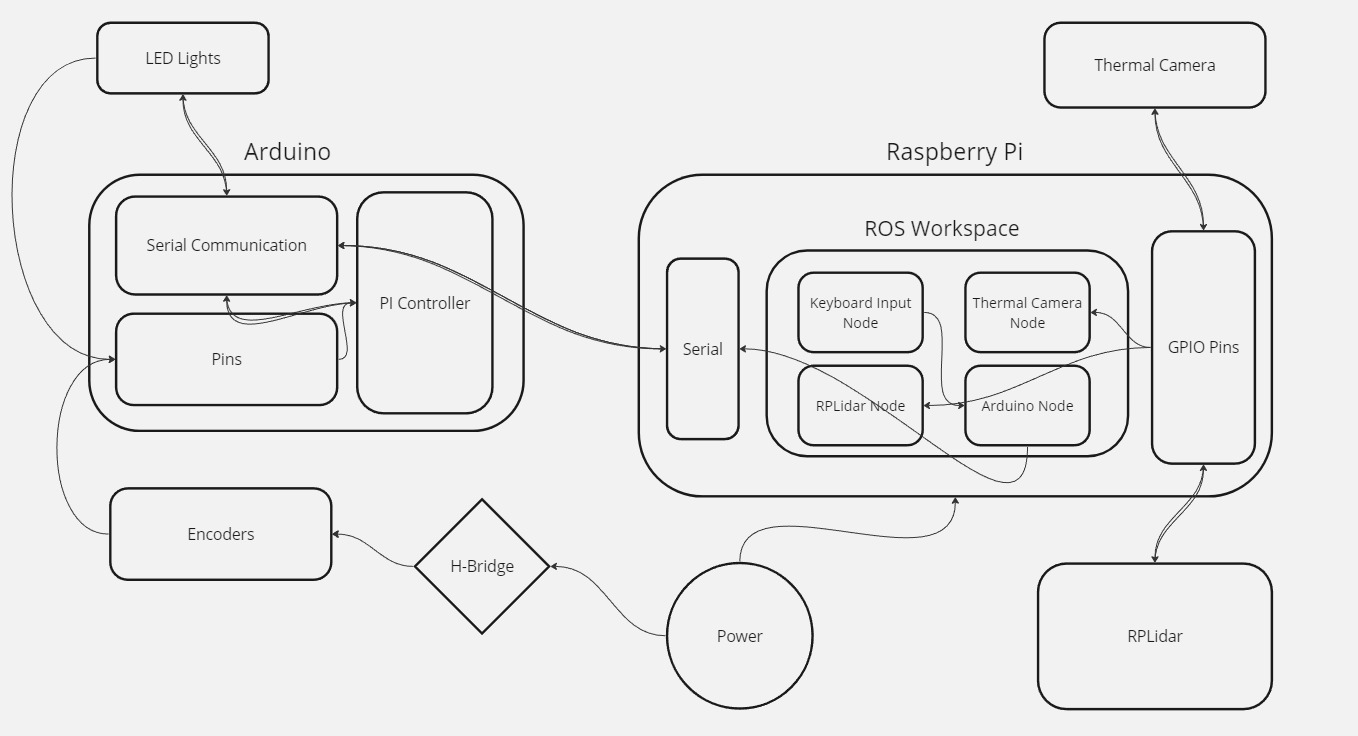 LED Lights
Thermal Camera
Arduino
Raspberry Pi
Serial Communication
PI Controller
Pins
ROS Workspace
Serial
Keyboard Input
Node
Thermal Camera
Node
RPLidar Node
Arduino Node
GPIO Pins
Encoders
H-Bridge
Power
RPLidar